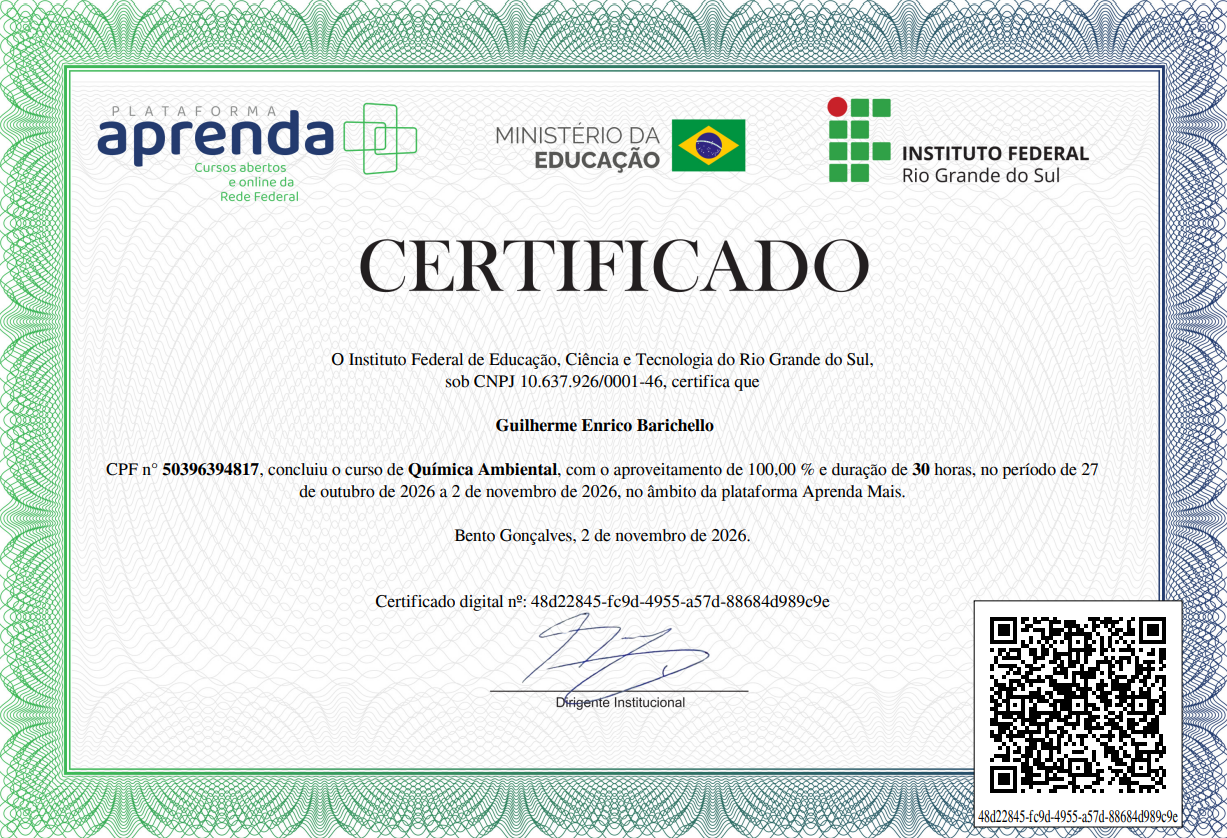 PLATAFORMA
aprenda
Cursos abertos
e online da
Rede Federal
MINISTÉRIO DA
EDUCAÇÃO
INSTITUTO FEDERAL
Rio Grande do Sul
CERTIFICADO
O Instituto Federal de Educação, Ciência e Tecnologia do Rio Grande do Sul,
sob CNPJ 10.637.926/0001-46, certifica que
Guilherme Enrico Barichello
CPF n° 50396394817, concluiu o curso de Química Ambiental, com o aproveitamento de 100,00 % e duração de 30 horas, no período de 27
de outubro de 2026 a 2 de novembro de 2026, no âmbito da plataforma Aprenda Mais.
Bento Gonçalves, 2 de novembro de 2026.
Certificado digital nº: 48d22845-fc9d-4955-a57d-88684d989c9e
Dirigente Institucional
48d22845-fc9d-4955-a57d-88684d989c9e